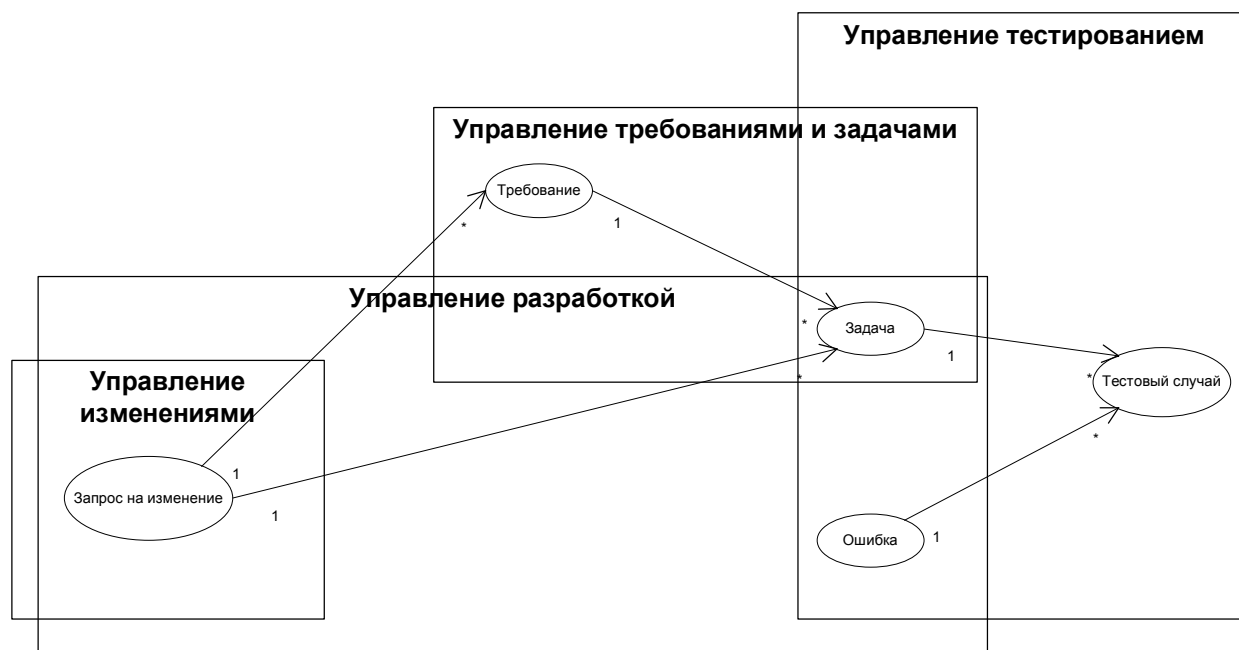 Управление тестированием
Управление требованиями и задачами
Требование
*
1
Управление разработкой
*
Задача
1
Управление
изменениями
*
*
Тестовый случай
*
1
Запрос на изменение
1
Ошибка
1